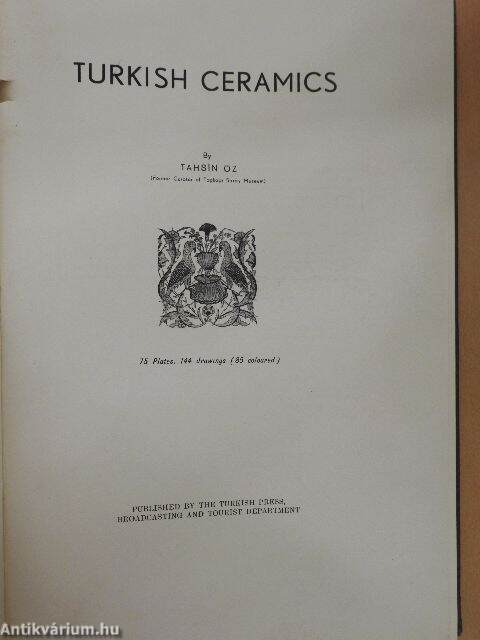 TURKISH CERAMICS
By
TAHSİN ÖZ
(Former Curator of Topkapı Saray Museum)
75 Plates, 144 drawings (85 coloured)
PUBLISHED BY THE TURKISH PRESS,
BROADCASTING AND TOURIST DEPARTMENT
Antikvárium.hu